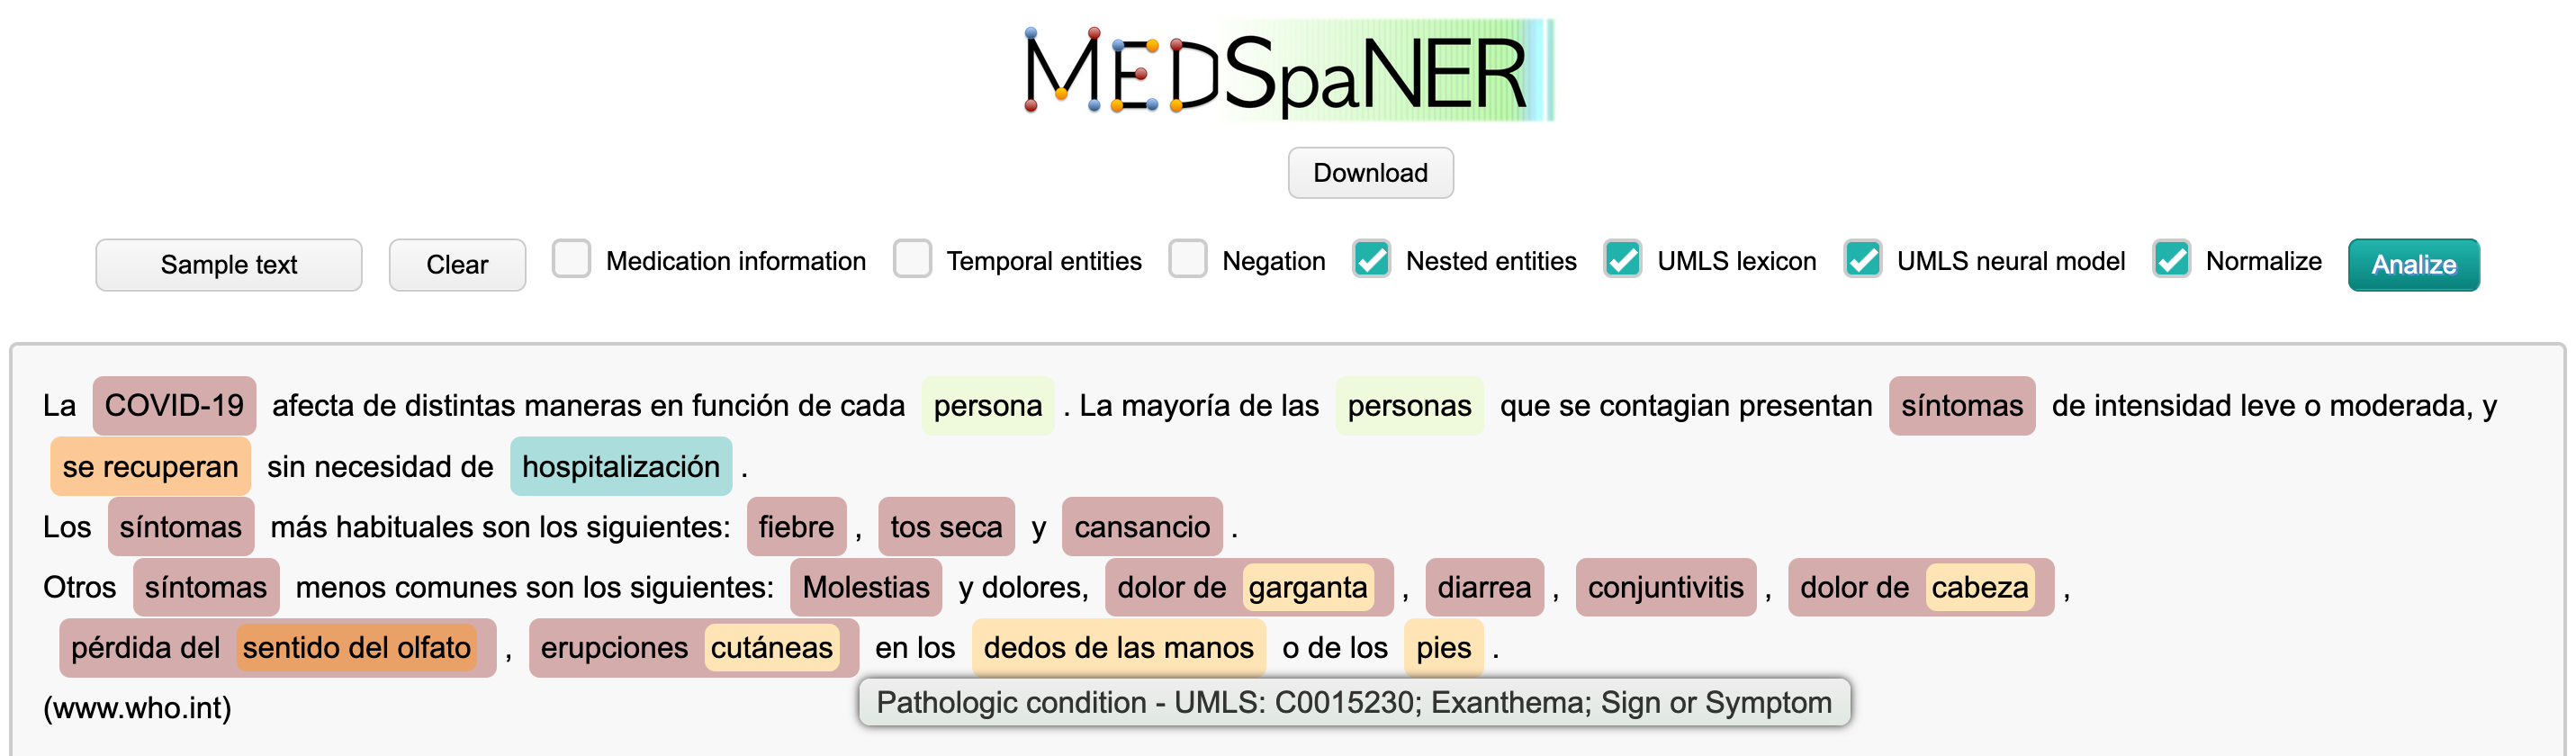 MEDSpaNER
Download
Sample text Clear Medication information Temporal entities Negation Nested entities UMLS lexicon UMLS neural model Normalize Analize
La COVID-19 afecta de distintas maneras en función de cada persona . La mayoría de las personas que se contagian presentan síntomas de intensidad leve o moderada, y
se recuperan sin necesidad de hospitalización .
Los síntomas más habituales son los siguientes: fiebre , tos seca y cansancio .
Otros síntomas menos comunes son los siguientes: Molestias y dolores, dolor de garganta , diarrea , conjuntivitis , dolor de cabeza ,
pérdida del sentido del olfato , erupciones cutáneas en los dedos de las manos o de los pies .
(www.who.int)
Pathologic condition - UMLS: C0015230; Exanthema; Sign or Symptom